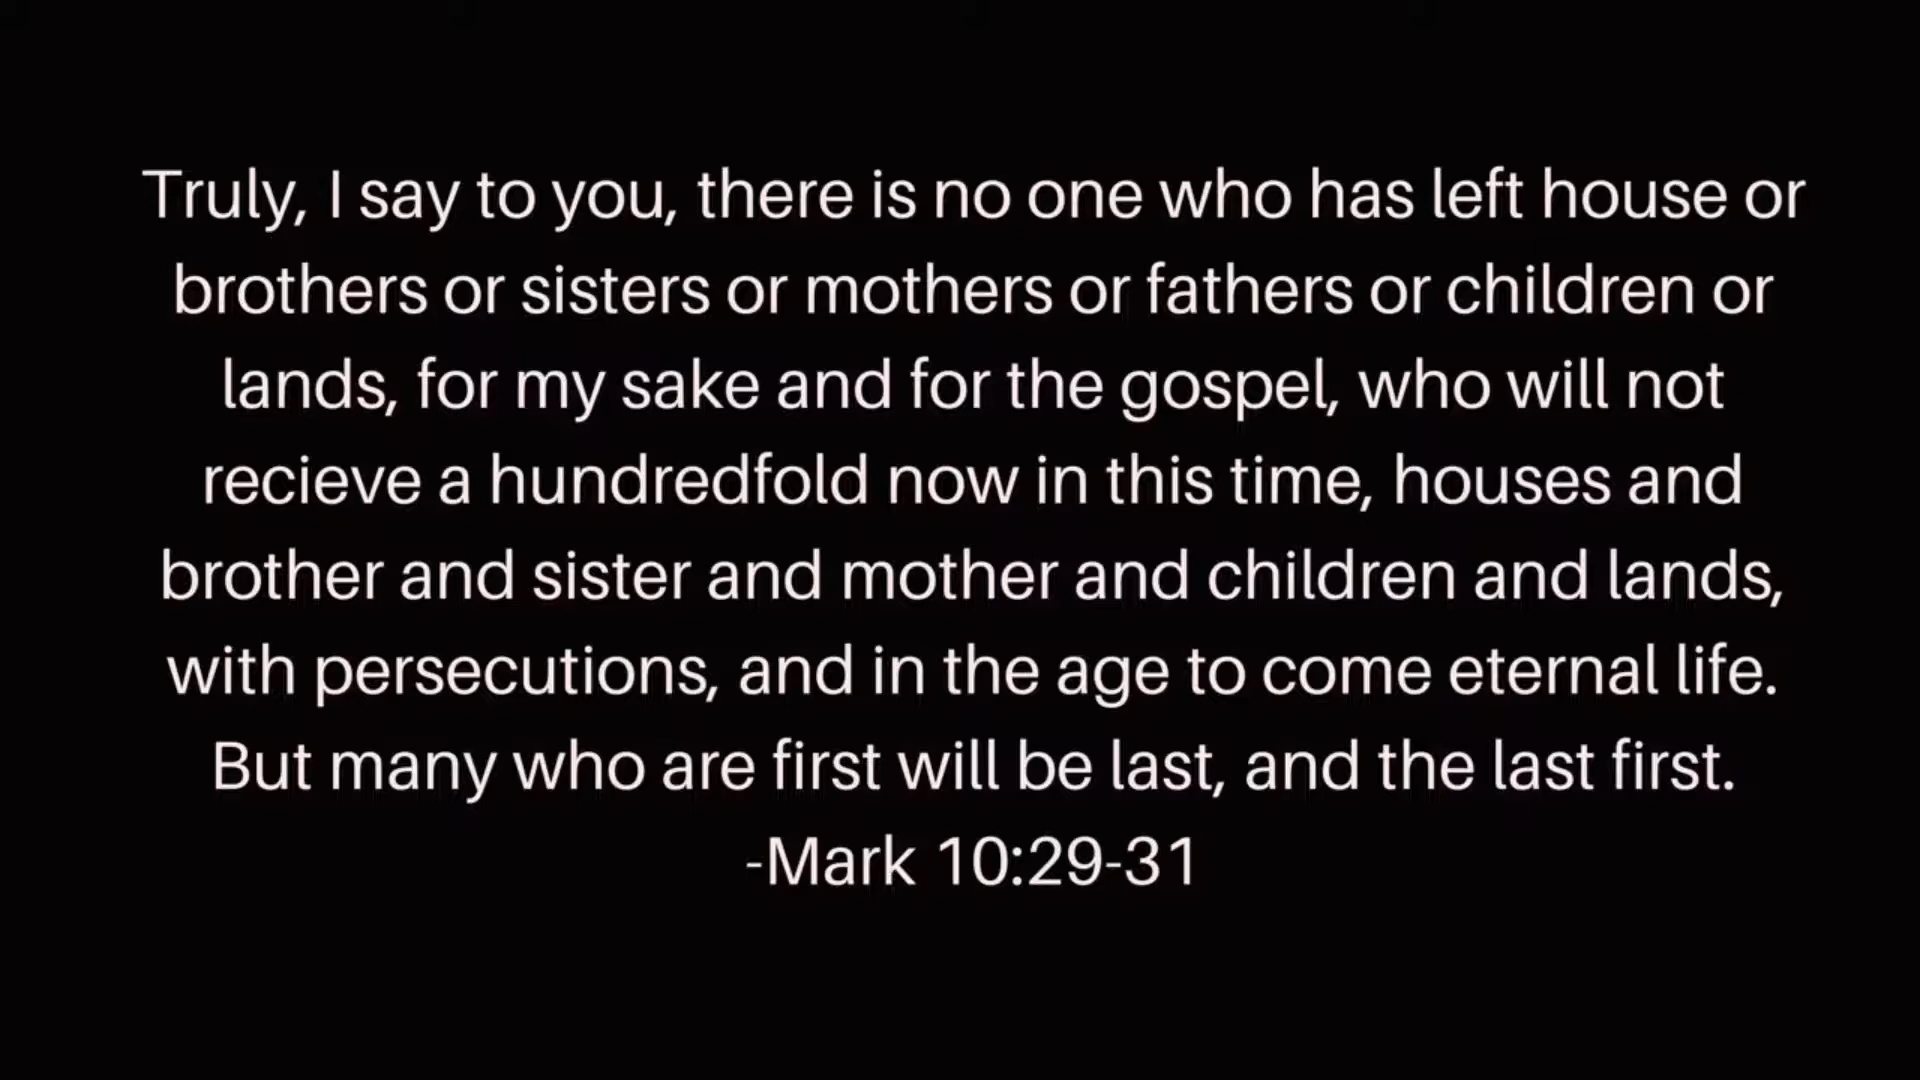 Truly, I say to you, there is no one who has left house or
brothers or sisters or mothers or fathers or children or
lands, for my sake and for the gospel, who will not
recieve a hundredfold now in this time, houses and
brother and sister and mother and children and lands,
with persecutions, and in the age to come eternal life.
But many who are first will be last, and the last first.
-Mark 10:29-31